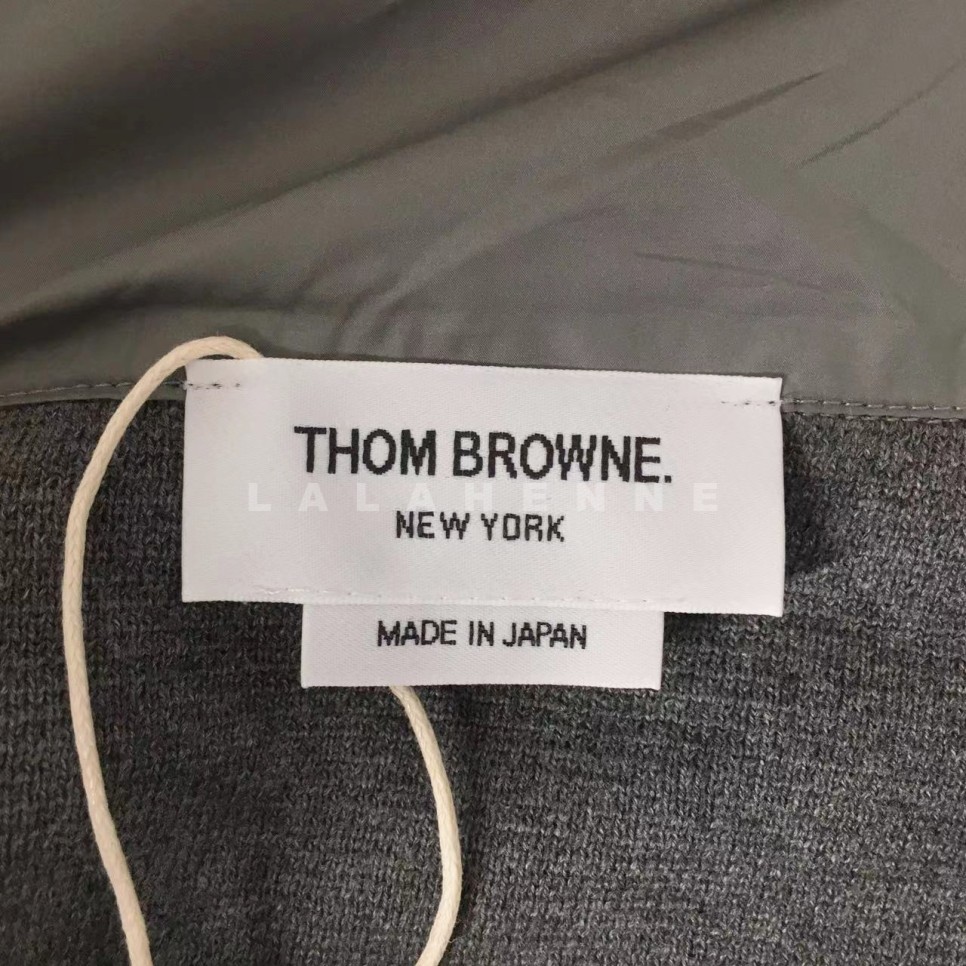 THOM BROWNE.
LALAHENNE
NEW YORK
MADE IN JAPAN